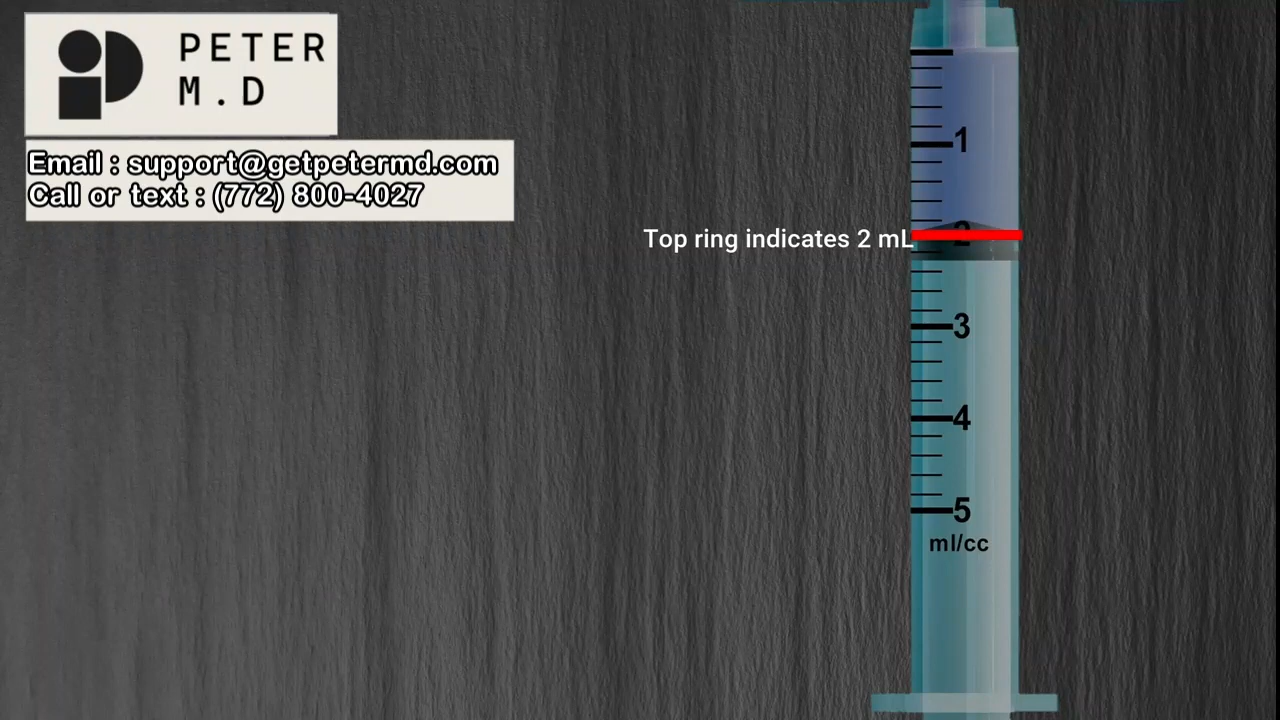 PETER
M.D
Email : support@getpetermd.com
Call or text : (772) 800-4027
1
Top ring indicates 2 mL
2
3
4
5
ml/cc